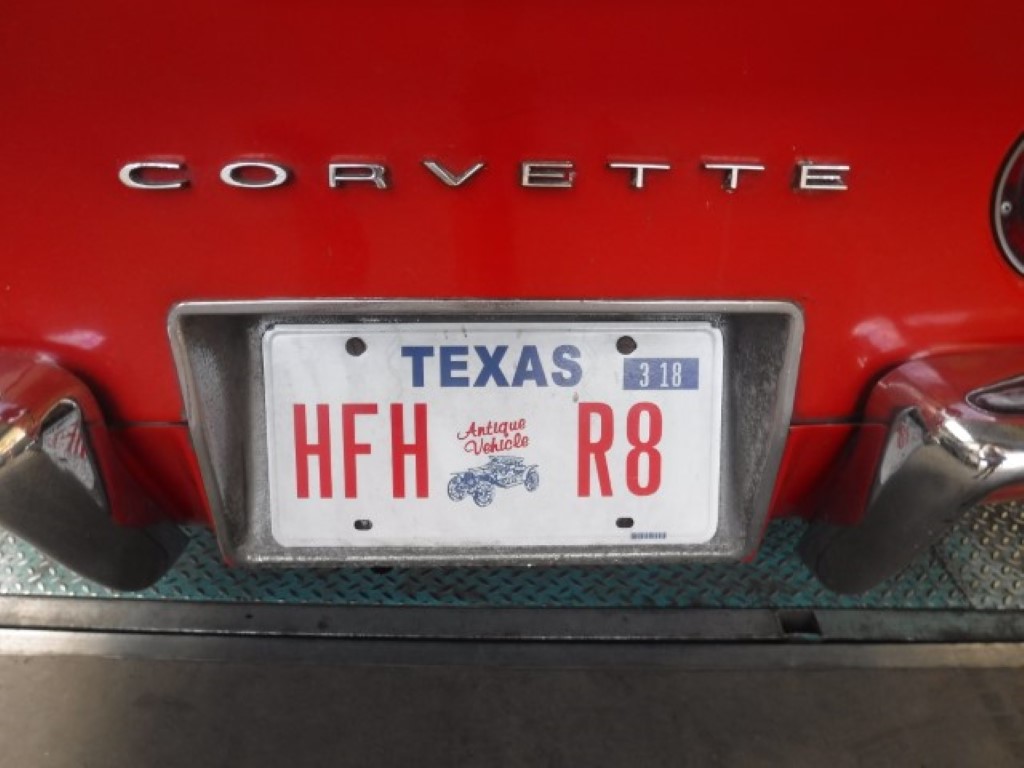 CORVETTE
TEXAS
3 18
HFH R8
Antique
Vehicle